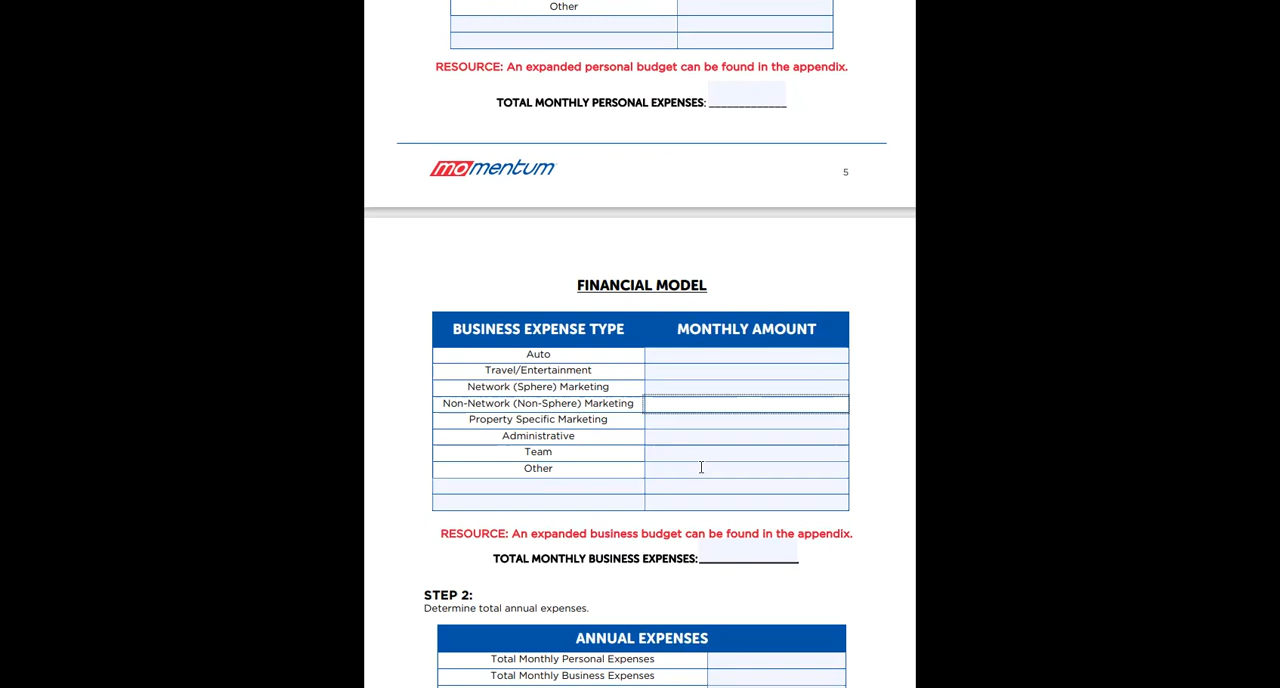 Other
RESOURCE: An expanded personal budget can be found in the appendix.
TOTAL MONTHLY PERSONAL EXPENSES: _____________
momentum
5
FINANCIAL MODEL
BUSINESS EXPENSE TYPE MONTHLY AMOUNT
Auto
Travel/Entertainment
Network (Sphere) Marketing
Non-Network (Non-Sphere) Marketing
Property Specific Marketing
Administrative
Team
Other
RESOURCE: An expanded business budget can be found in the appendix.
TOTAL MONTHLY BUSINESS EXPENSES:________________
STEP 2:
Determine total annual expenses.
ANNUAL EXPENSES
Total Monthly Personal Expenses
Total Monthly Business Expenses